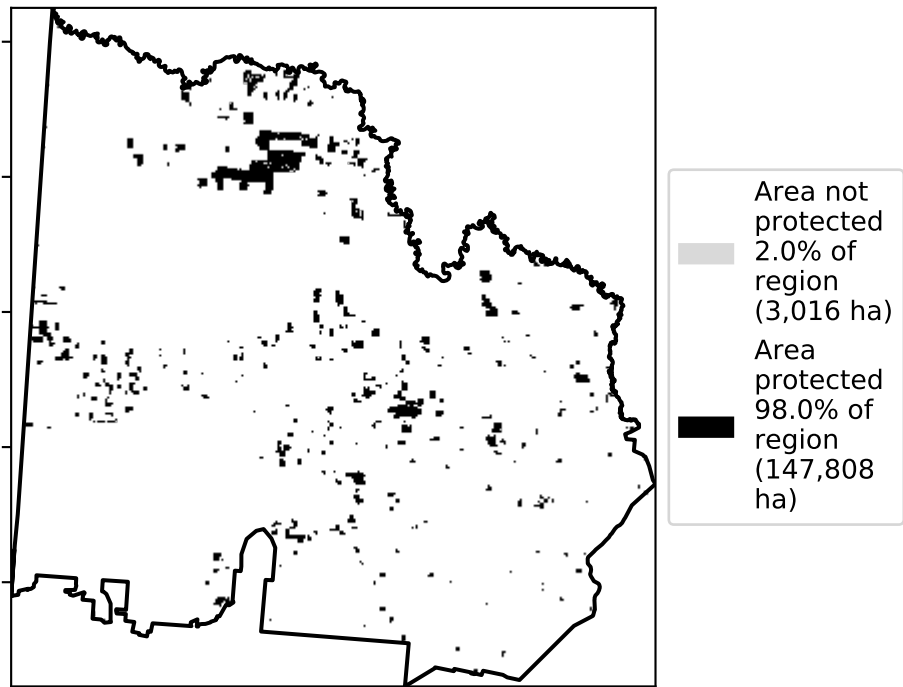 Area not
protected
2.0% of
region
(3,016 ha)
Area
protected
98.0% of
region
(147,808
ha)